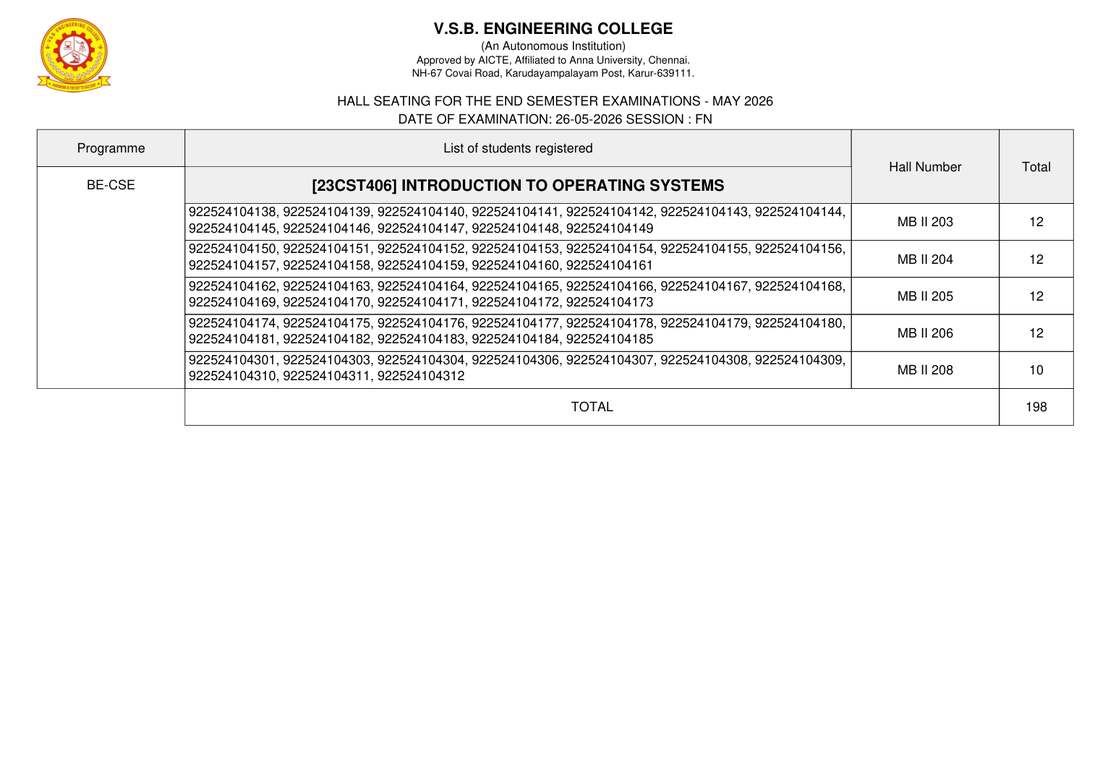 V.S.B. ENGINEERING COLLEGE
(An Autonomous Institution)
Approved by AICTE, Affiliated to Anna University, Chennai.
NH-67 Covai Road, Karudayampalayam Post, Karur-639111.
HALL SEATING FOR THE END SEMESTER EXAMINATIONS - MAY 2026
DATE OF EXAMINATION: 26-05-2026 SESSION : FN
Programme
List of students registered
Hall Number
Total
BE-CSE
[23CST406] INTRODUCTION TO OPERATING SYSTEMS
922524104138, 922524104139, 922524104140, 922524104141, 922524104142, 922524104143, 922524104144,
922524104145, 922524104146, 922524104147, 922524104148, 922524104149
MB II 203
12
922524104150, 922524104151, 922524104152, 922524104153, 922524104154, 922524104155, 922524104156,
922524104157, 922524104158, 922524104159, 922524104160, 922524104161
MB II 204
12
922524104162, 922524104163, 922524104164, 922524104165, 922524104166, 922524104167, 922524104168,
922524104169, 922524104170, 922524104171, 922524104172, 922524104173
MB II 205
12
922524104174, 922524104175, 922524104176, 922524104177, 922524104178, 922524104179, 922524104180,
922524104181, 922524104182, 922524104183, 922524104184, 922524104185
MB II 206
12
922524104301, 922524104303, 922524104304, 922524104306, 922524104307, 922524104308, 922524104309,
922524104310, 922524104311, 922524104312
MB II 208
10
TOTAL
198